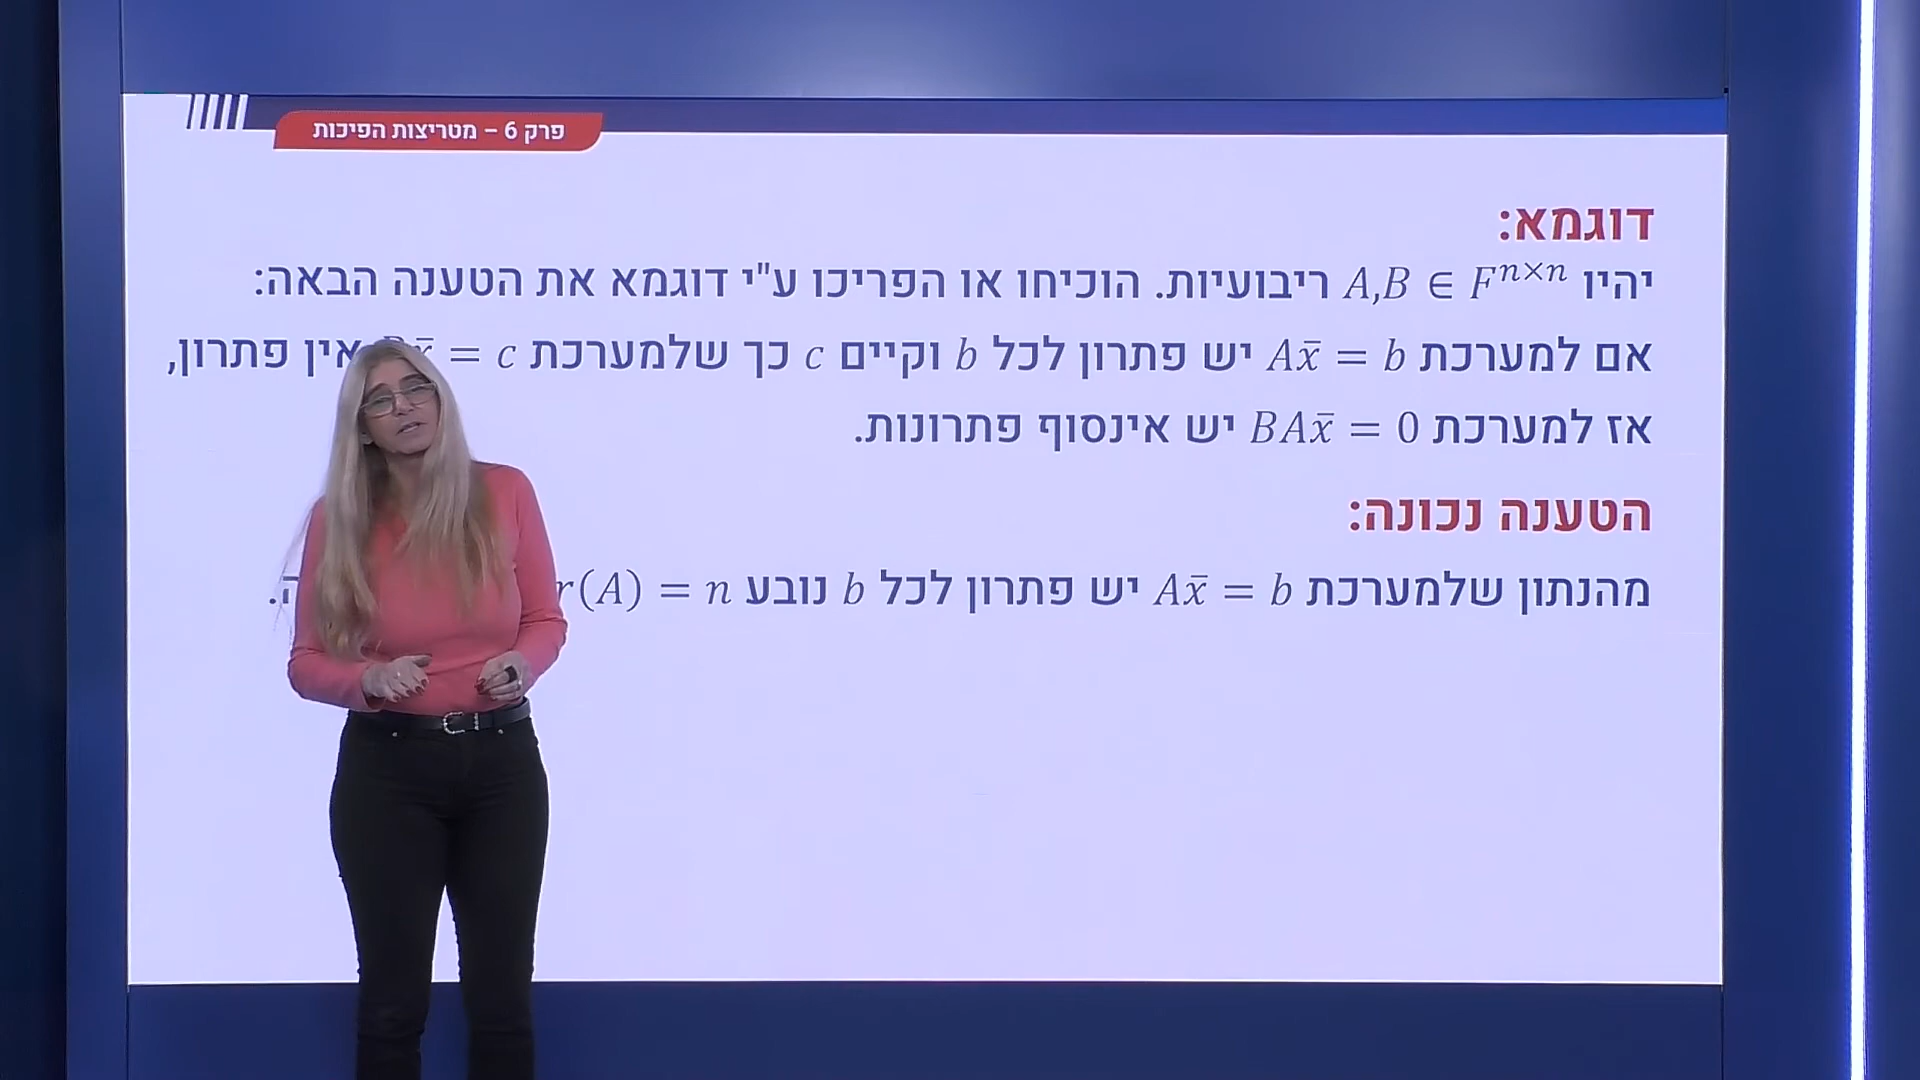 פרק 6 – מטריצות הפיכות
דוגמא:
יהיו A,B ∈ F^{n×n} ריבועיות. הוכיחו או הפריכו ע"י דוגמא את הטענה הבאה:
אם למערכת Ax̄ = b יש פתרון לכל b וקיים c כך שלמערכת x̄ = c אין פתרון,
אז למערכת BAx̄ = 0 יש אינסוף פתרונות.
הטענה נכונה:
מהנתון שלמערכת Ax̄ = b יש פתרון לכל b נובע r(A) = n